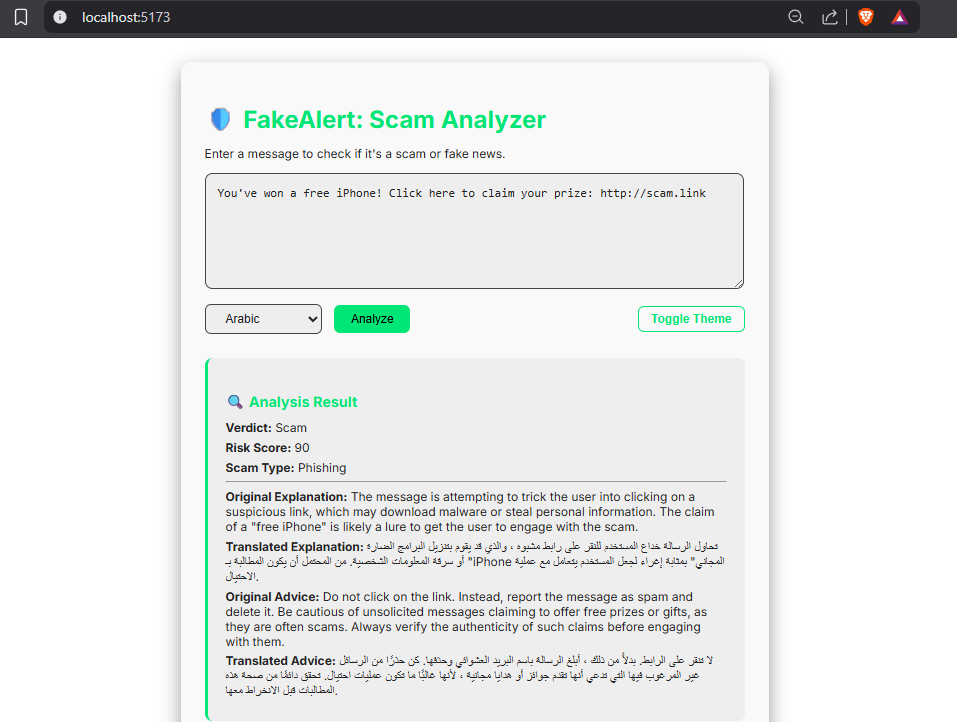 localhost:5173
FakeAlert: Scam Analyzer
Enter a message to check if it's a scam or fake news.
You've won a free iPhone! Click here to claim your prize: http://scam.link
Arabic
Analyze
Toggle Theme
Analysis Result
Verdict: Scam
Risk Score: 90
Scam Type: Phishing
Original Explanation: The message is attempting to trick the user into clicking on a
suspicious link, which may download malware or steal personal information. The claim
of a "free iPhone" is likely a lure to get the user to engage with the scam.
Translated Explanation: تحاول الرسالة خداع المستخدم للنقر على رابط مشبوه ، والذي قد يقوم بتنزيل البرامج الضارة
أو سرقة المعلومات الشخصية. من المحتمل أن يكون المطالبة بـ "iPhone المجاني" بمثابة إغراء لجعل المستخدم يتعامل مع عملية
الاحتيال.
Original Advice: Do not click on the link. Instead, report the message as spam and
delete it. Be cautious of unsolicited messages claiming to offer free prizes or gifts, as
they are often scams. Always verify the authenticity of such claims before engaging
with them.
Translated Advice: لا تنقر على الرابط. بدلاً من ذلك ، أبلغ الرسالة باسم البريد العشوائي وحذفها. كن حذرًا من الرسائل
غير المرغوب فيها التي تدعي أنها تقدم جوائز أو هدايا مجانية ، لأنها غالبًا ما تكون عمليات احتيال. تحقق دائمًا من صحة هذه
المطالبات قبل الانخراط معها.